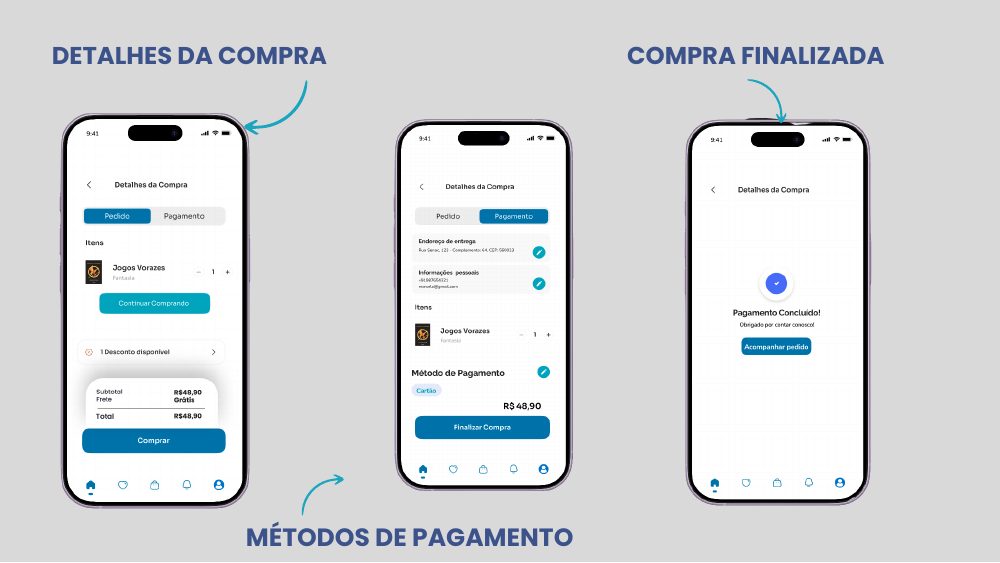 DETALHES DA COMPRA
9:41
Detalhes da Compra
Pedido Pagamento
Itens
Jogos Vorazes
Fantasia
− 1 +
Continuar Comprando
1 Desconto disponível
Subtotal R$48,90
Frete Grátis
Total R$48,90
Comprar
9:41
Detalhes da Compra
Pedido Pagamento
Endereço de entrega
Informações pessoais
Itens
Jogos Vorazes
Fantasia
− 1 +
Método de Pagamento
Cartão
R$ 48,90
Finalizar Compra
MÉTODOS DE PAGAMENTO
COMPRA FINALIZADA
9:41
Detalhes da Compra
Pagamento Concluído!
Obrigado por contar conosco!
Acompanhar pedido